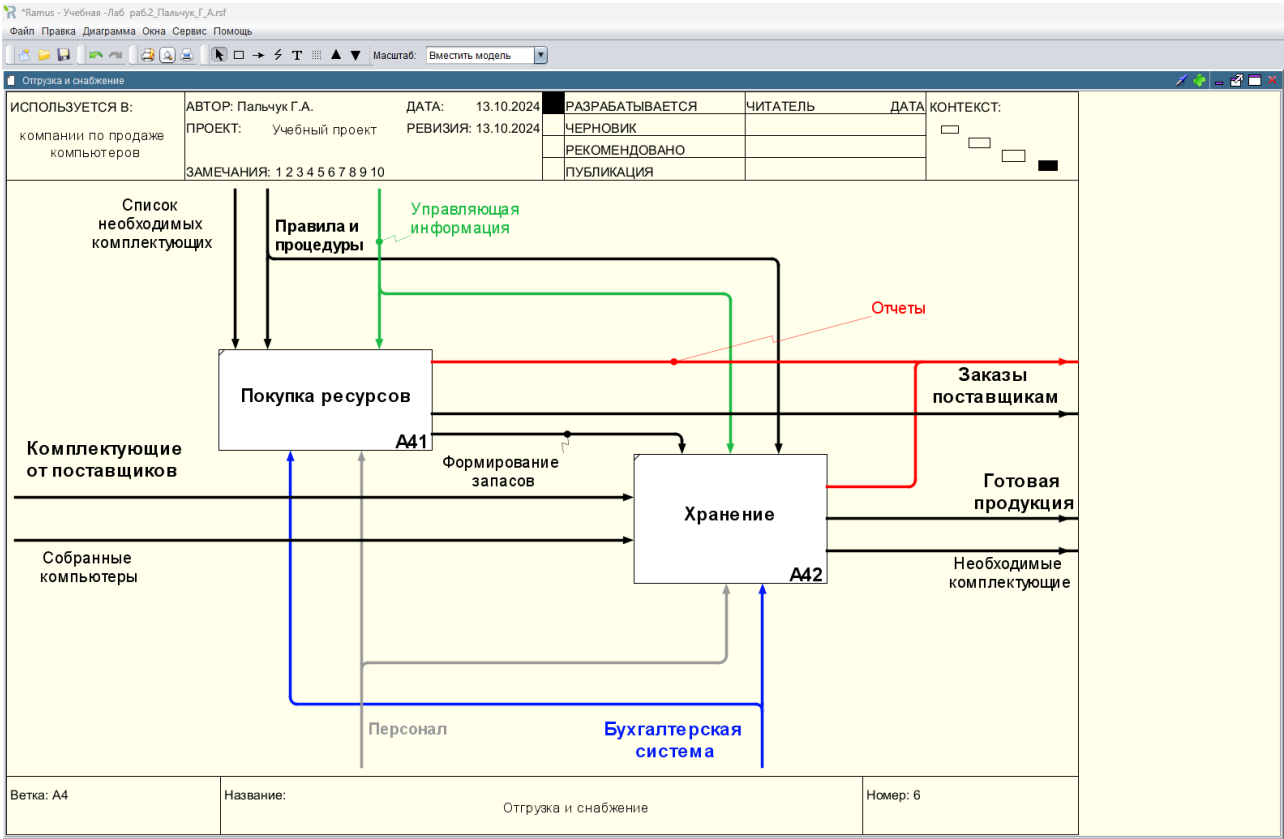 *Ramus - Учебная -Лаб раб.2_Пальчук_Г_А.rsf
Файл Правка Диаграмма Окна Сервис Помощь
Масштаб: Вместить модель
Отгрузка и снабжение
ИСПОЛЬЗУЕТСЯ В:
компании по продаже
компьютеров
АВТОР: Пальчук Г.А.
ДАТА: 13.10.2024
ПРОЕКТ: Учебный проект
РЕВИЗИЯ: 13.10.2024
ЗАМЕЧАНИЯ: 1 2 3 4 5 6 7 8 9 10
РАЗРАБАТЫВАЕТСЯ
ЧЕРНОВИК
РЕКОМЕНДОВАНО
ПУБЛИКАЦИЯ
ЧИТАТЕЛЬ
ДАТА
КОНТЕКСТ:
Список
необходимых
комплектующих
Правила и
процедуры
Управляющая
информация
Отчеты
Покупка ресурсов
A41
Заказы
поставщикам
Комплектующие
от поставщиков
Формирование
запасов
Хранение
A42
Готовая
продукция
Собранные
компьютеры
Необходимые
комплектующие
Персонал
Бухгалтерская
система
Ветка: A4
Название:
Отгрузка и снабжение
Номер: 6